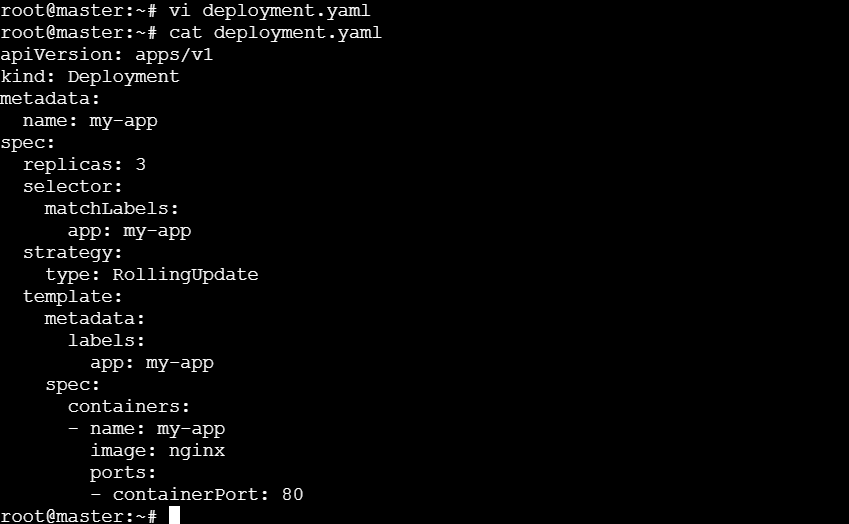 root@master:~# vi deployment.yaml
root@master:~# cat deployment.yaml
apiVersion: apps/v1
kind: Deployment
metadata:
  name: my-app
spec:
  replicas: 3
  selector:
    matchLabels:
      app: my-app
  strategy:
    type: RollingUpdate
  template:
    metadata:
      labels:
        app: my-app
    spec:
      containers:
      - name: my-app
        image: nginx
        ports:
        - containerPort: 80
root@master:~#